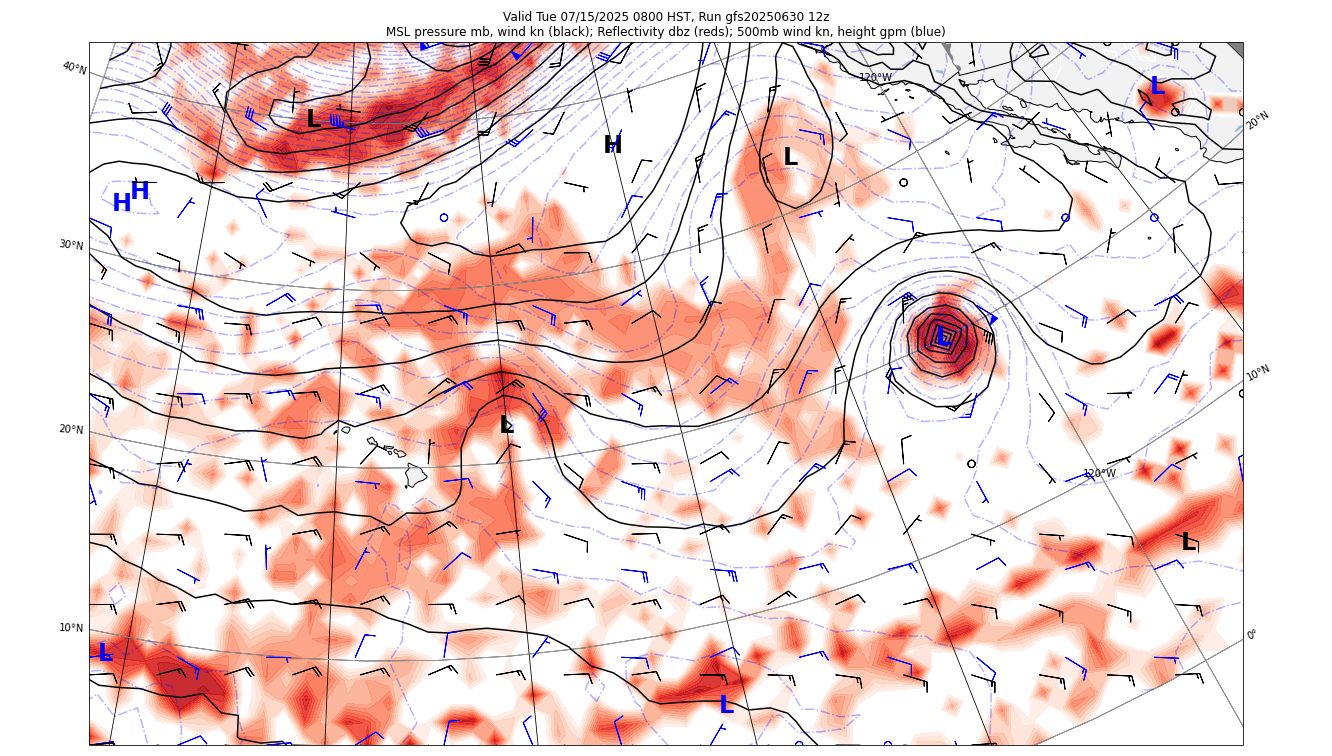 Valid Tue 07/15/2025 0800 HST, Run gfs20250630 12z
MSL pressure mb, wind kn (black); Reflectivity dbz (reds); 500mb wind kn, height gpm (blue)
40°N
120°W
L
20°N
L
H
L
H
H
30°N
L
10°N
20°N
L
120°W
L
10°N
0°
L
L